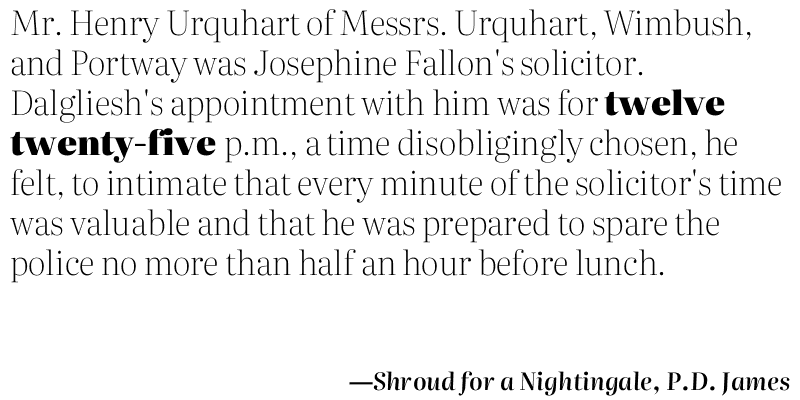 Mr. Henry Urquhart of Messrs. Urquhart, Wimbush,
and Portway was Josephine Fallon's solicitor.
Dalgliesh's appointment with him was for twelve
twenty-five p.m., a time disobligingly chosen, he
felt, to intimate that every minute of the solicitor's time
was valuable and that he was prepared to spare the
police no more than half an hour before lunch.
—Shroud for a Nightingale, P.D. James